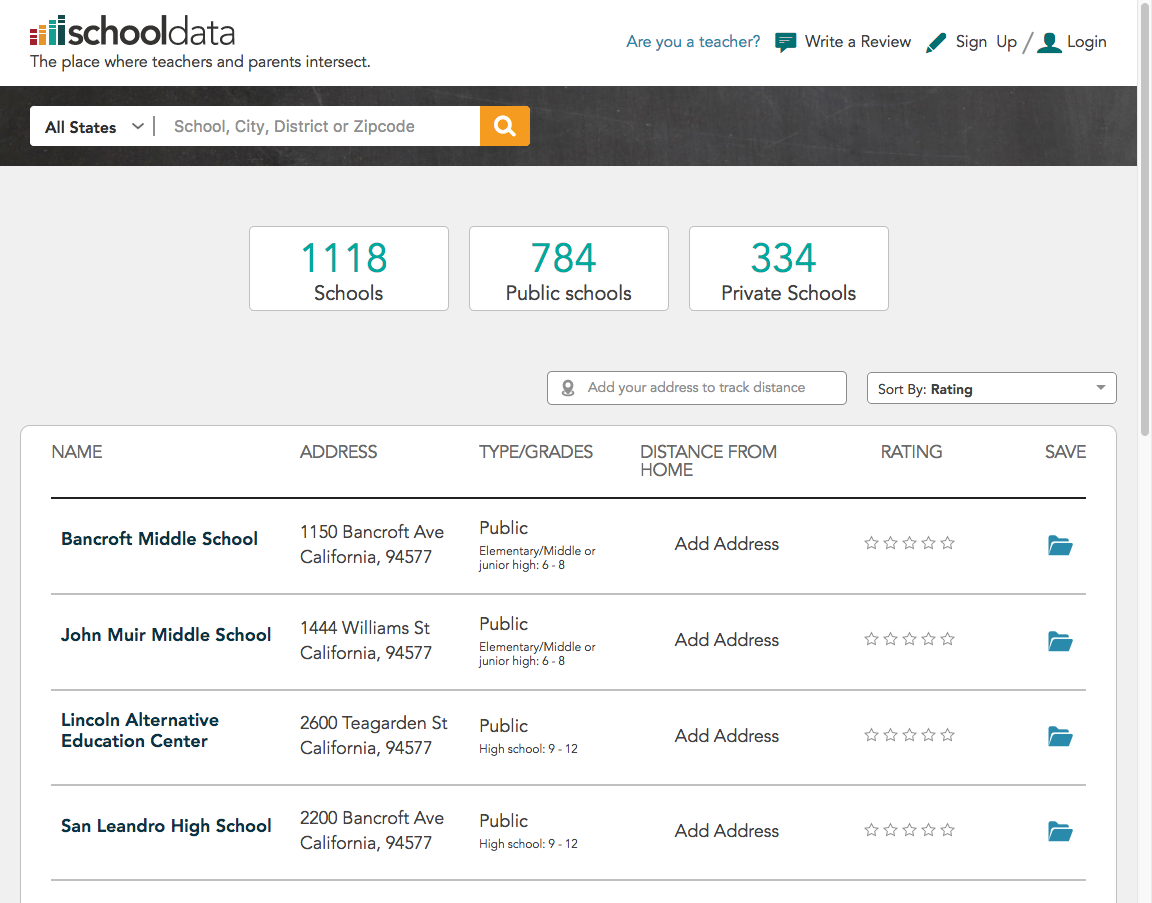 schooldata
The place where teachers and parents intersect.
Are you a teacher? Write a Review Sign Up / Login
All States School, City, District or Zipcode
1118
Schools
784
Public schools
334
Private Schools
Add your address to track distance
Sort By: Rating
NAME ADDRESS TYPE/GRADES DISTANCE FROM HOME RATING SAVE
Bancroft Middle School
1150 Bancroft Ave
California, 94577
Public
Elementary/Middle or
junior high: 6 - 8
Add Address
John Muir Middle School
1444 Williams St
California, 94577
Public
Elementary/Middle or
junior high: 6 - 8
Add Address
Lincoln Alternative
Education Center
2600 Teagarden St
California, 94577
Public
High school: 9 - 12
Add Address
San Leandro High School
2200 Bancroft Ave
California, 94577
Public
High school: 9 - 12
Add Address